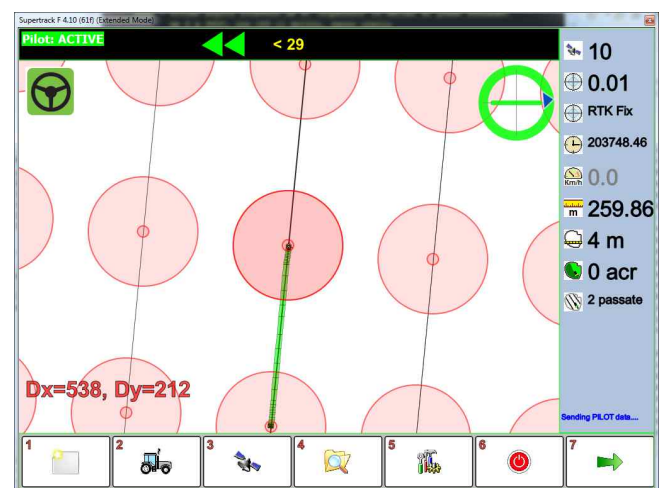 Supertrack F 4.10 (61f) (Extended Mode)
Pilot: ACTIVE
< 29
10
0.01
RTK Fix
203748.46
Km/h 0.0
m 259.86
4 m
0 acr
2 passate
Dx=538, Dy=212
Sending PILOT data....
1 2 3 4 5 6 7